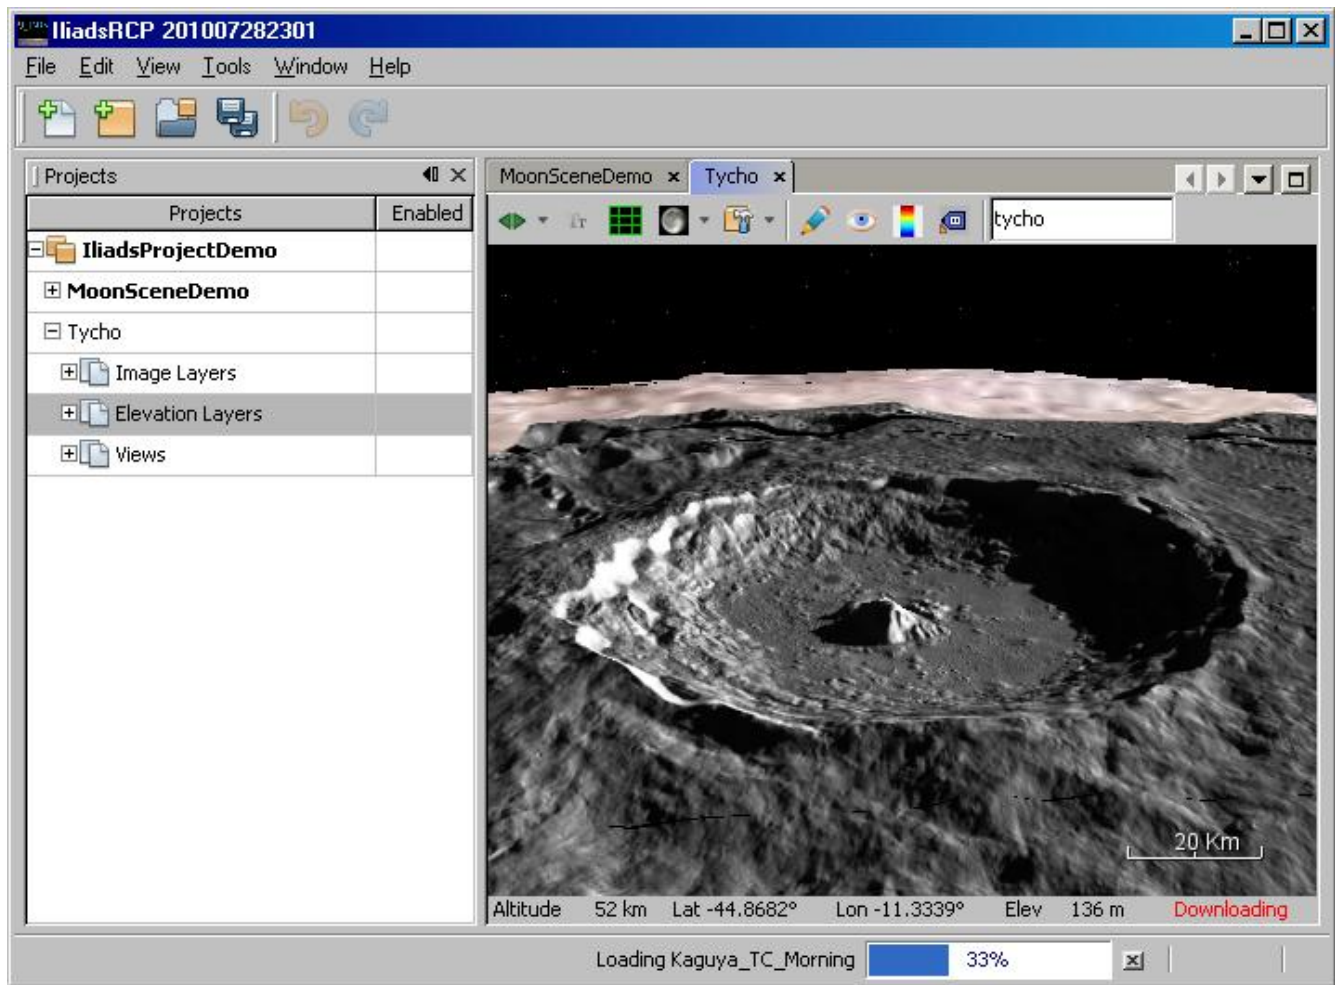 IliadsRCP 201007282301
File Edit View Tools Window Help
Projects
MoonSceneDemo Tycho
Projects Enabled
tycho
IliadsProjectDemo
MoonSceneDemo
Tycho
Image Layers
Elevation Layers
Views
20 Km
Altitude 52 km Lat -44.8682° Lon -11.3339° Elev 136 m Downloading
Loading Kaguya_TC_Morning 33%